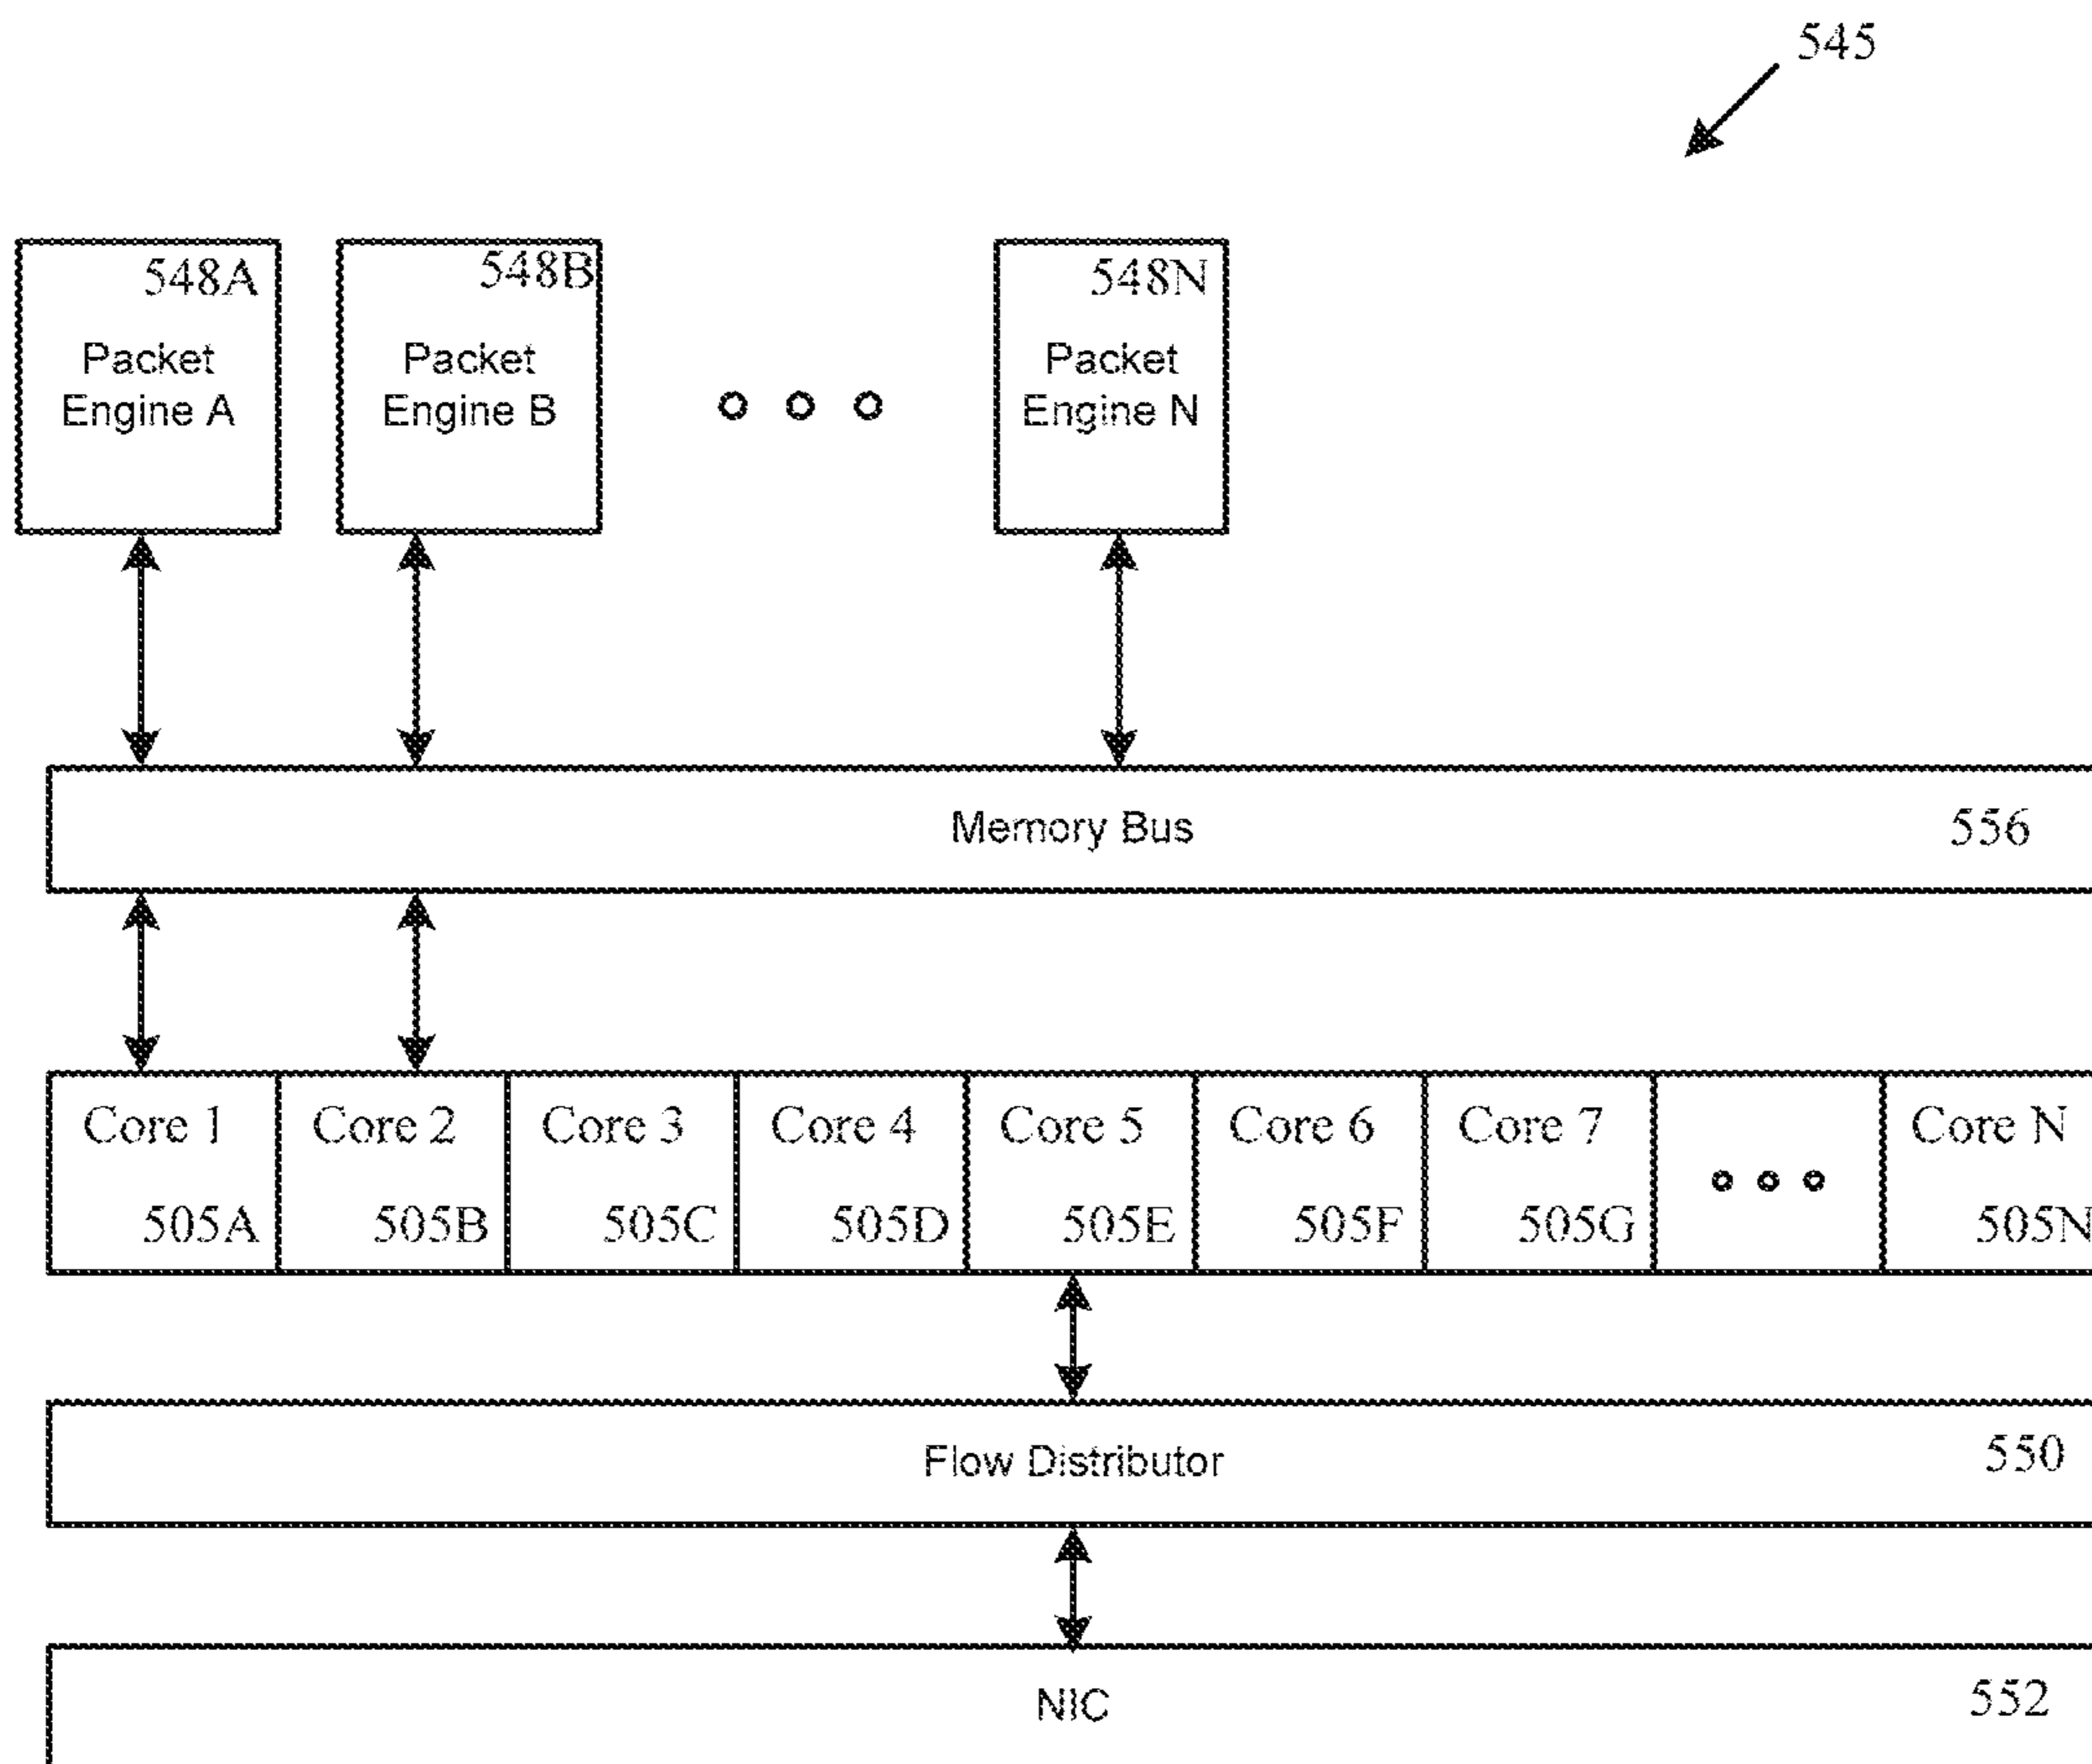 545
548A
Packet
Engine A
548B
Packet
Engine B
548N
Packet
Engine N
Memory Bus
556
Core 1
505A
Core 2
505B
Core 3
505C
Core 4
505D
Core 5
505E
Core 6
505F
Core 7
505G
Core N
505N
Flow Distributor
550
NIC
552